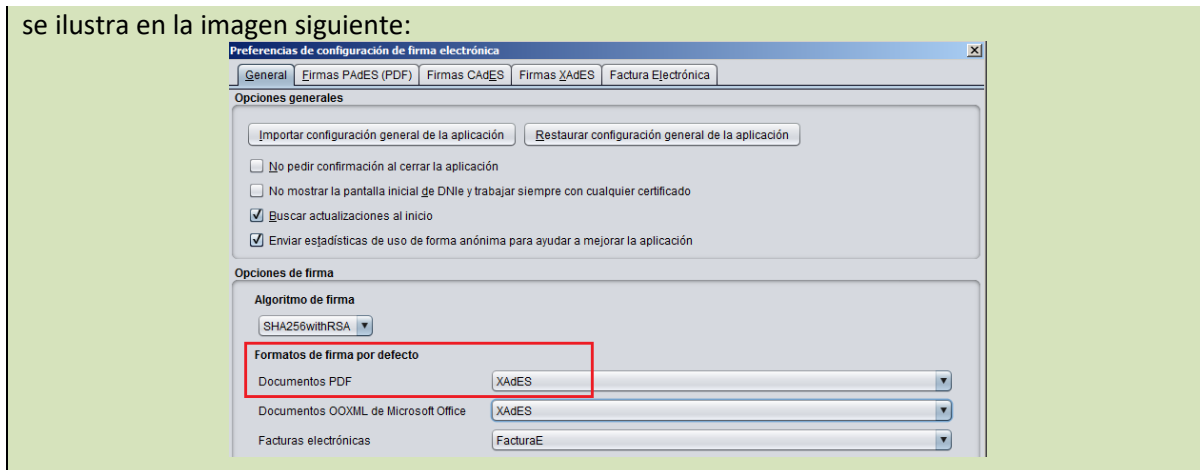 se ilustra en la imagen siguiente:
Preferencias de configuración de firma electrónica
General Firmas PAdES (PDF) Firmas CAdES Firmas XAdES Factura Electrónica
Opciones generales
Importar configuración general de la aplicación Restaurar configuración general de la aplicación
No pedir confirmación al cerrar la aplicación
No mostrar la pantalla inicial de DNIe y trabajar siempre con cualquier certificado
Buscar actualizaciones al inicio
Enviar estadísticas de uso de forma anónima para ayudar a mejorar la aplicación
Opciones de firma
Algoritmo de firma
SHA256withRSA
Formatos de firma por defecto
Documentos PDF XAdES
Documentos OOXML de Microsoft Office XAdES
Facturas electrónicas FacturaE